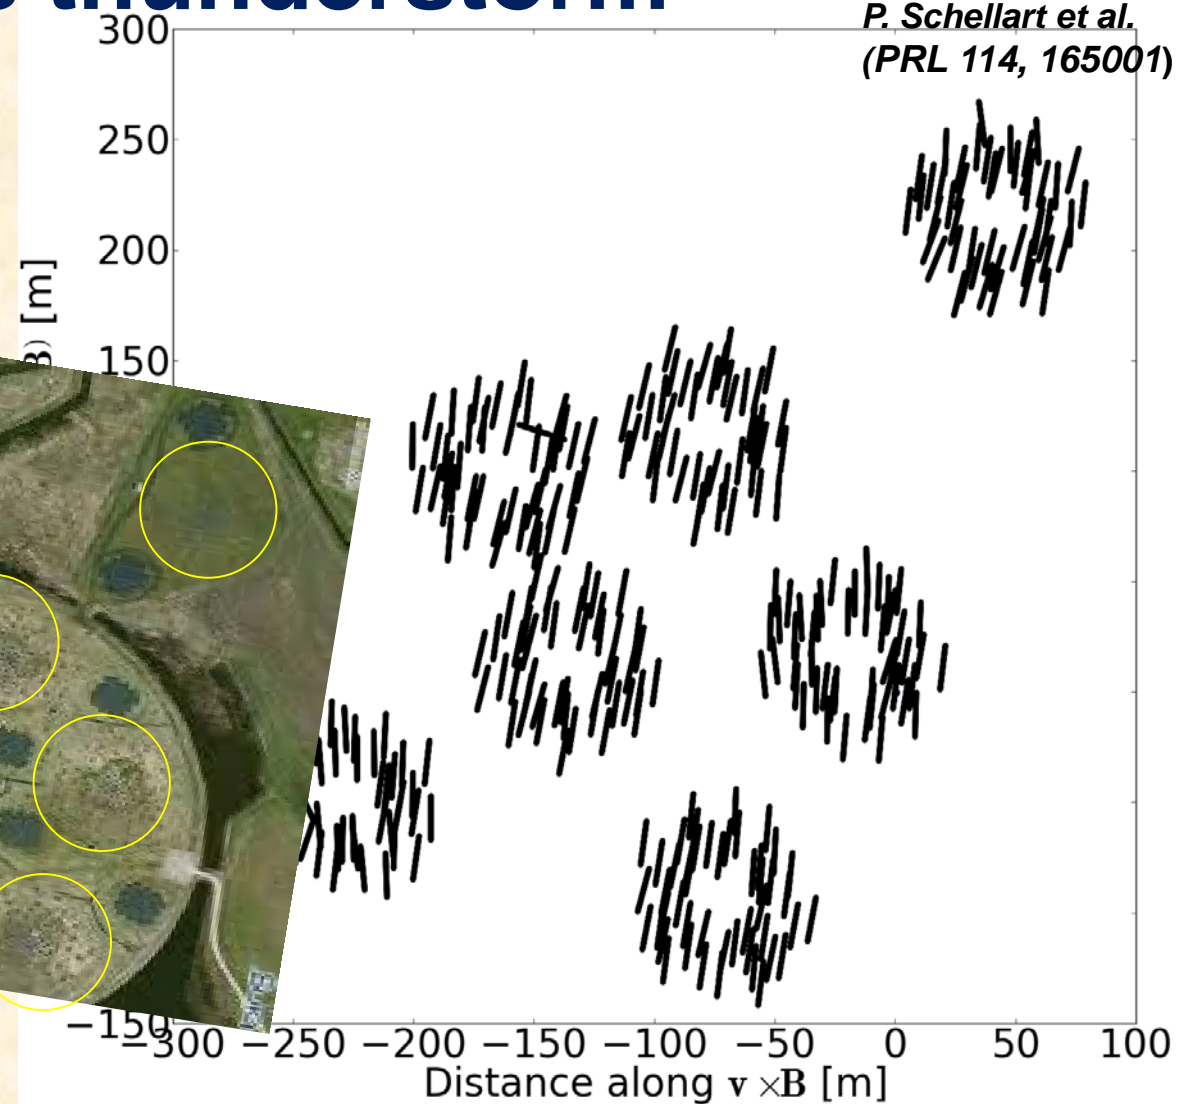 thunderstorm
P. Schellart et al.
(PRL 114, 165001)
300
250
200
150
−150
[m]
−300 −250 −200 −150 −100 −50 0 50 100
Distance along v ×B [m]